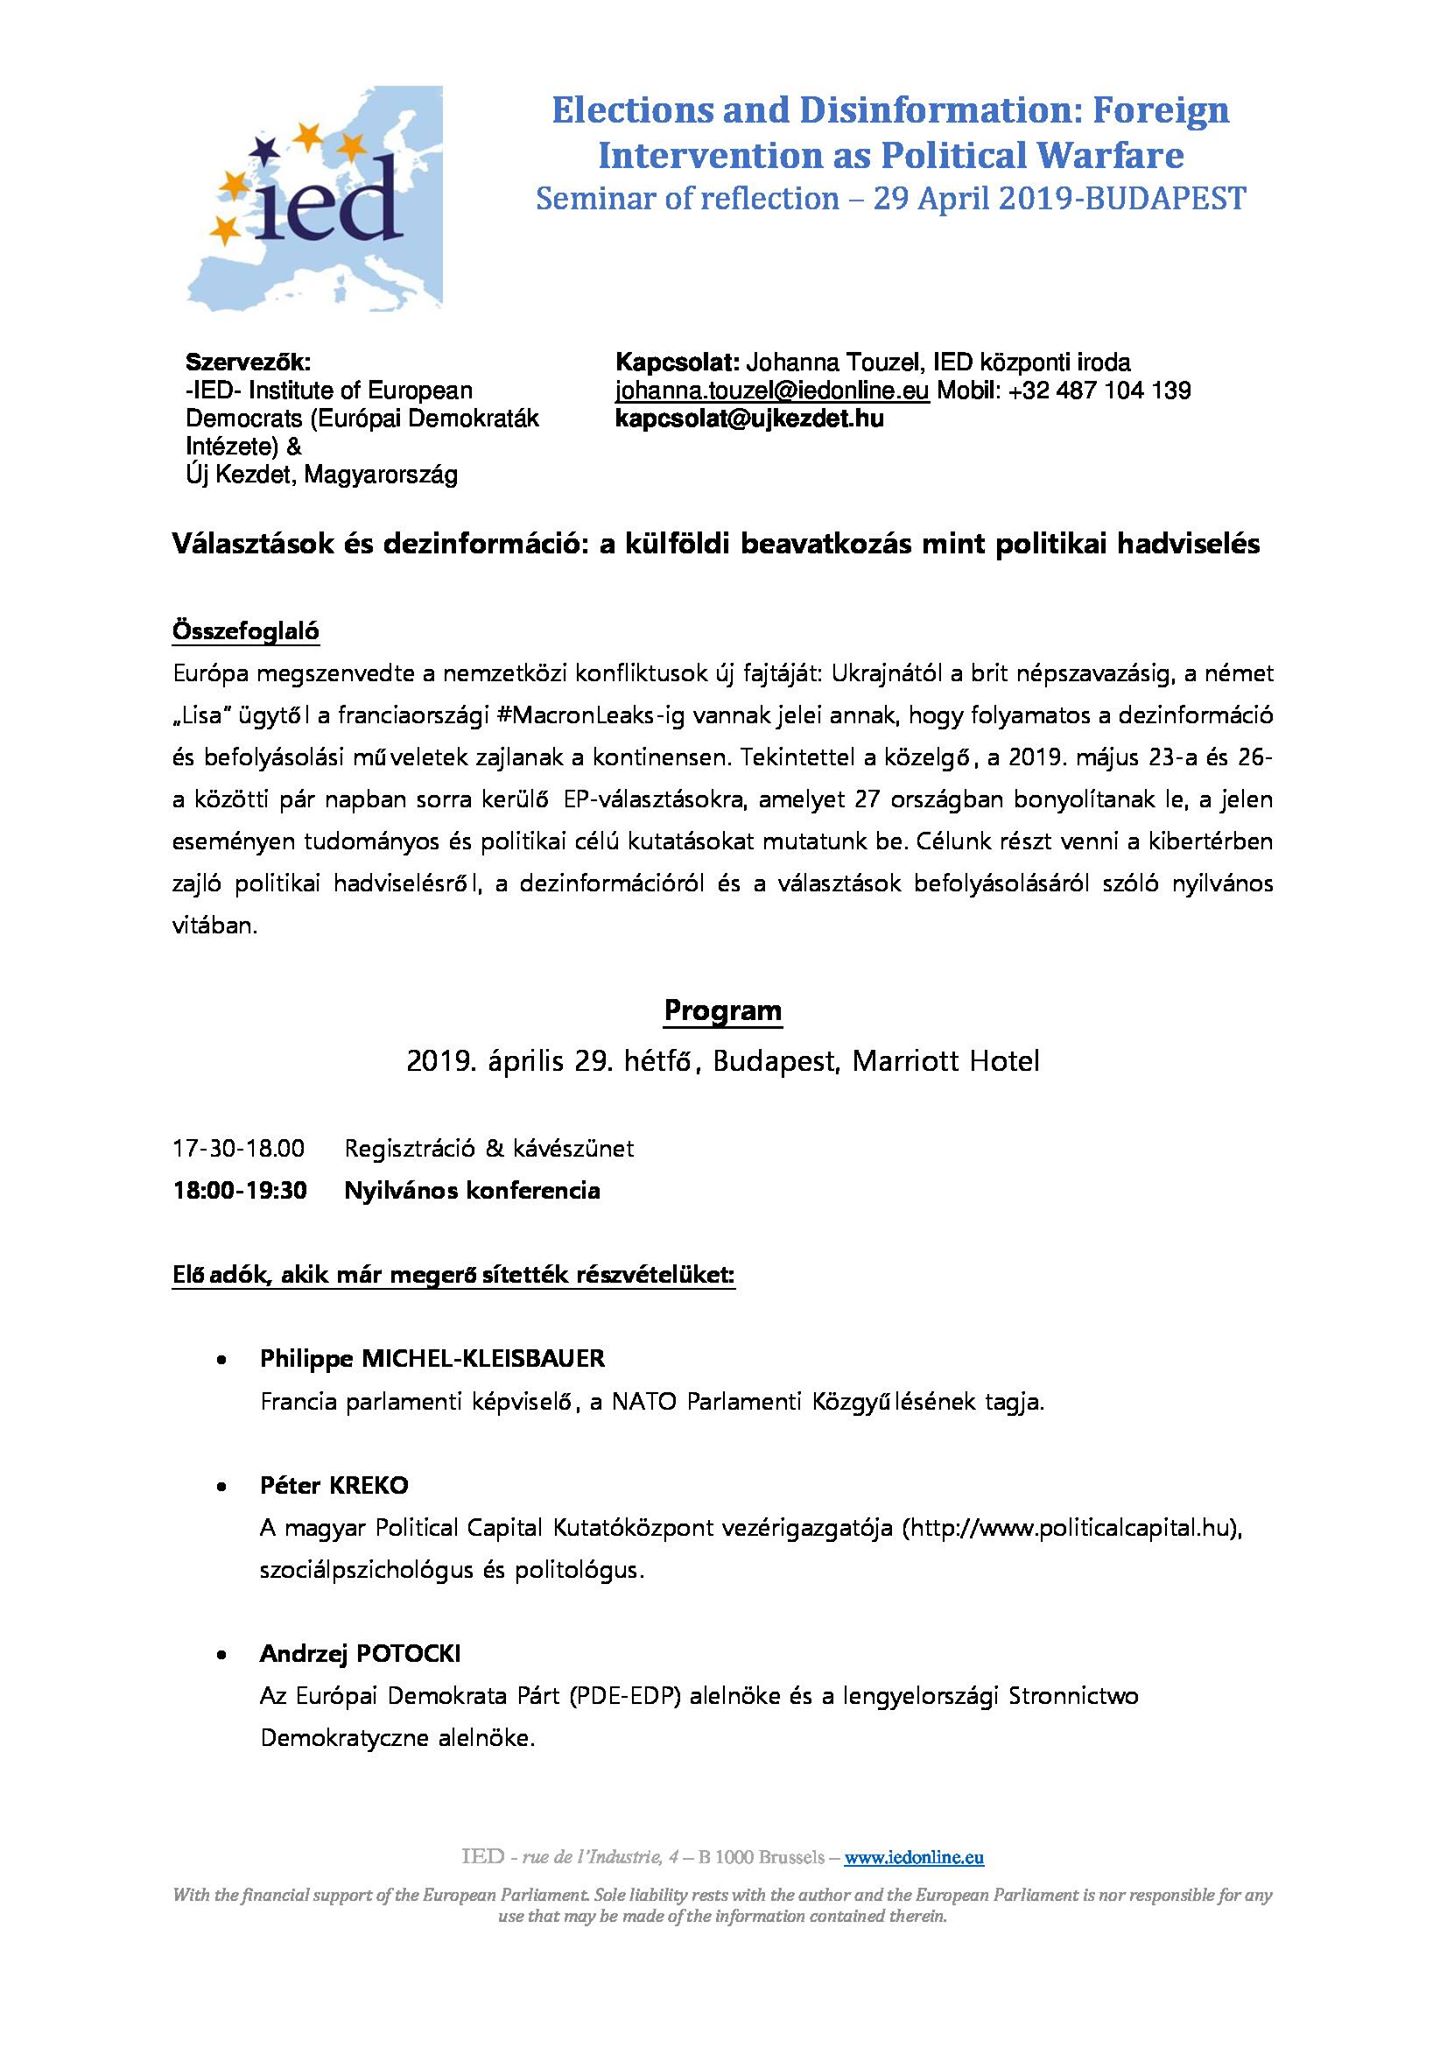 ied
Elections and Disinformation: Foreign
Intervention as Political Warfare
Seminar of reflection – 29 April 2019-BUDAPEST
Szervezők:
-IED- Institute of European
Democrats (Európai Demokraták
Intézete) &
Új Kezdet, Magyarország
Kapcsolat: Johanna Touzel, IED központi iroda
johanna.touzel@iedonline.eu Mobil: +32 487 104 139
kapcsolat@ujkezdet.hu
Választások és dezinformáció: a külföldi beavatkozás mint politikai hadviselés
Összefoglaló
Európa megszenvedte a nemzetközi konfliktusok új fajtáját: Ukrajnától a brit népszavazásig, a német
„Lisa” ügytől a franciaországi #MacronLeaks-ig vannak jelei annak, hogy folyamatos a dezinformáció
és befolyásolási műveletek zajlanak a kontinensen. Tekintettel a közelgő, a 2019. május 23-a és 26-
a közötti pár napban sorra kerülő EP-választásokra, amelyet 27 országban bonyolítanak le, a jelen
eseményen tudományos és politikai célú kutatásokat mutatunk be. Célunk részt venni a kibertérben
zajló politikai hadviselésről, a dezinformációról és a választások befolyásolásáról szóló nyilvános
vitában.
Program
2019. április 29. hétfő, Budapest, Marriott Hotel
17-30-18.00 Regisztráció & kávészünet
18:00-19:30 Nyilvános konferencia
Előadók, akik már megerősítették részvételüket:
• Philippe MICHEL-KLEISBAUER
Francia parlamenti képviselő, a NATO Parlamenti Közgyűlésének tagja.
• Péter KREKO
A magyar Political Capital Kutatóközpont vezérigazgatója (http://www.politicalcapital.hu),
szociálpszichológus és politológus.
• Andrzej POTOCKI
Az Európai Demokrata Párt (PDE-EDP) alelnöke és a lengyelországi Stronnictwo
Demokratyczne alelnöke.
IED - rue de l'Industrie, 4 – B 1000 Brussels – www.iedonline.eu
With the financial support of the European Parliament. Sole liability rests with the author and the European Parliament is nor responsible for any
use that may be made of the information contained therein.